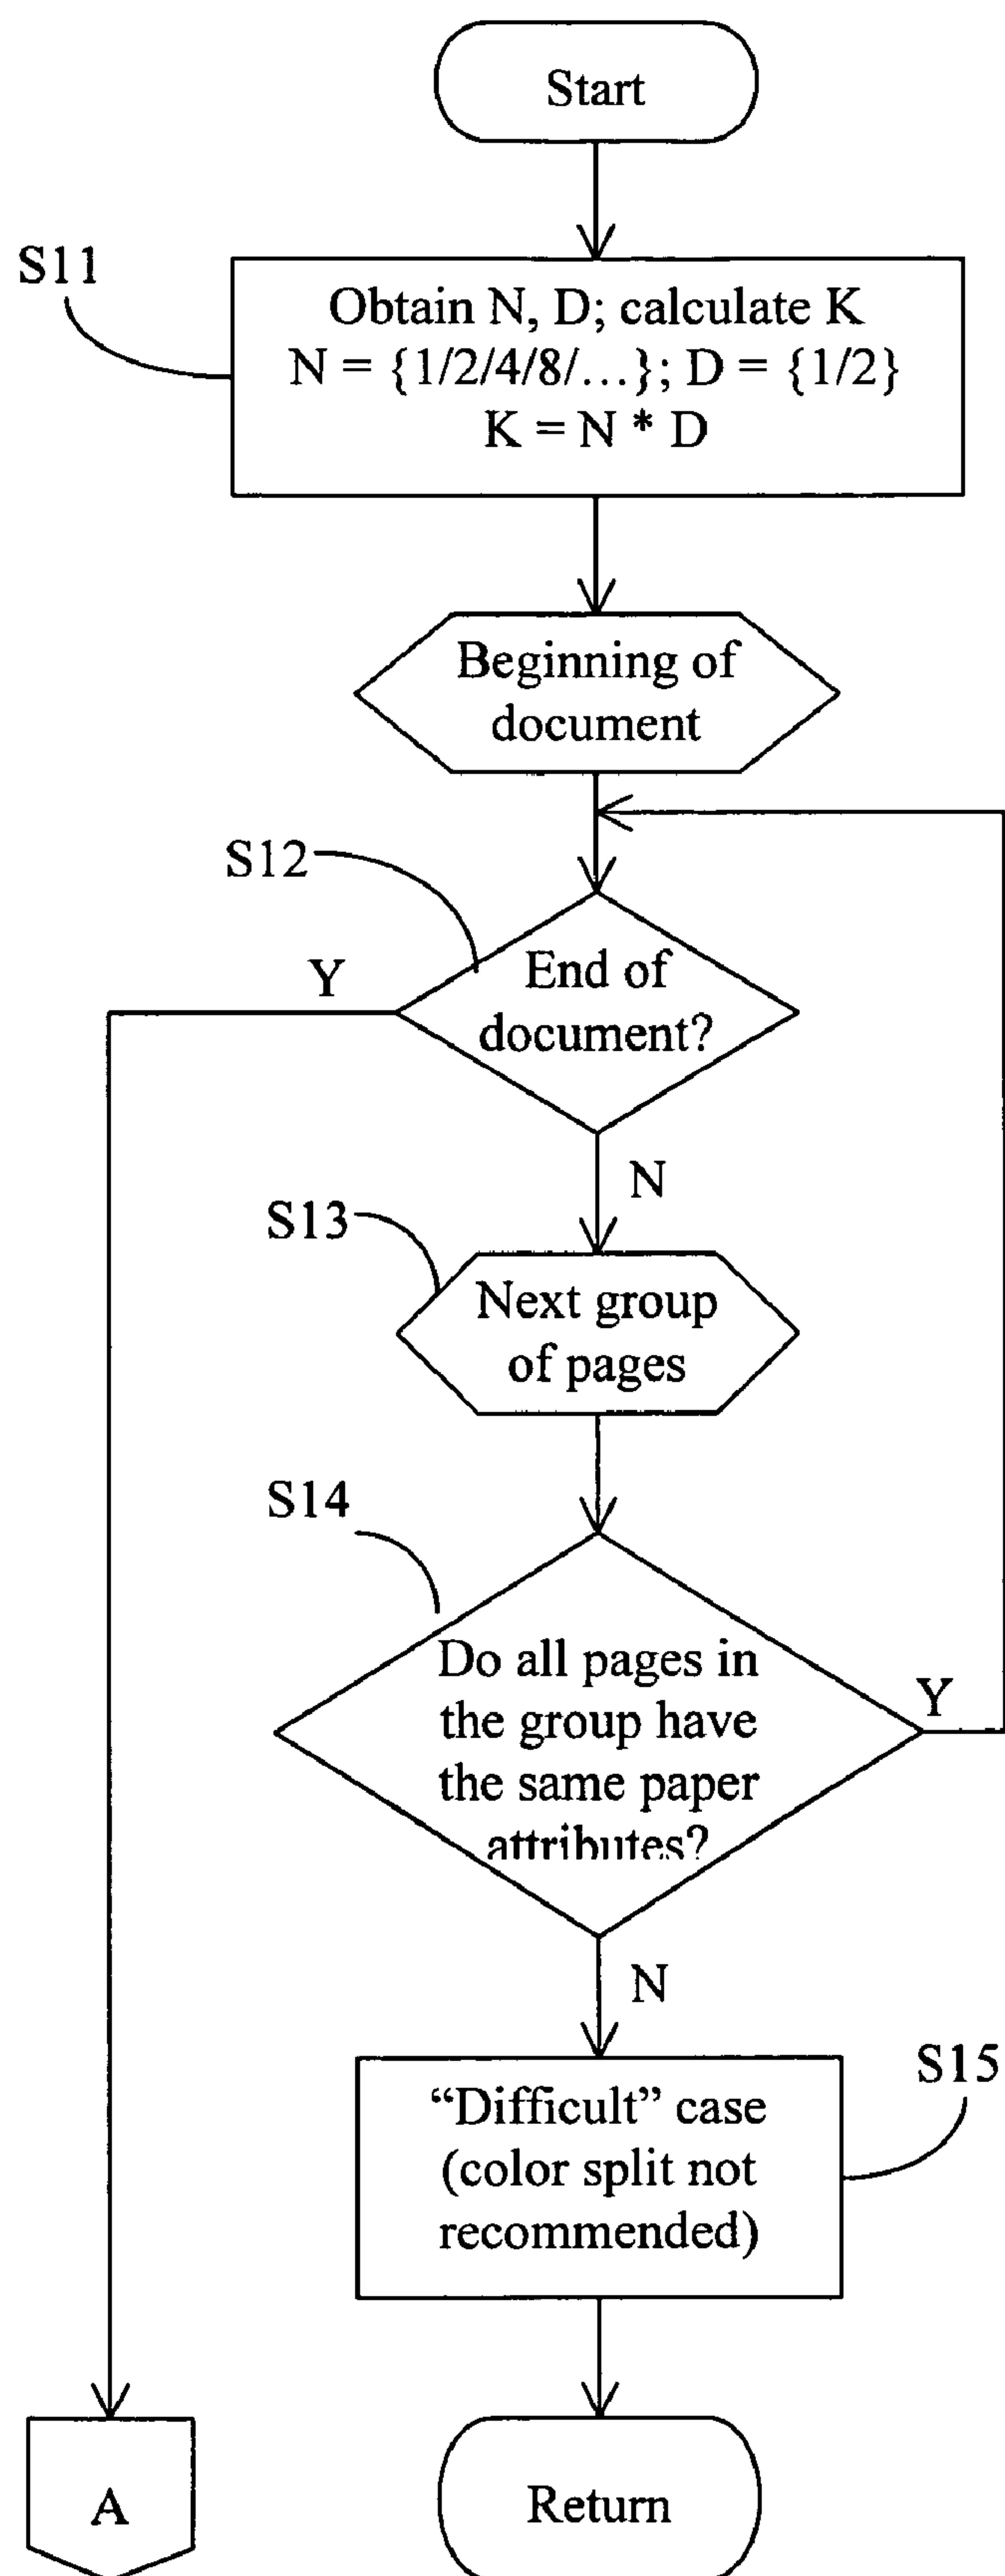 Start
S11
Obtain N, D; calculate K
N = {1/2/4/8/...}; D = {1/2}
K = N * D
Beginning of
document
S12
Y
End of
document?
N
S13
Next group
of pages
S14
Do all pages in
the group have
the same paper
attributes?
Y
N
S15
“Difficult” case
(color split not
recommended)
A
Return